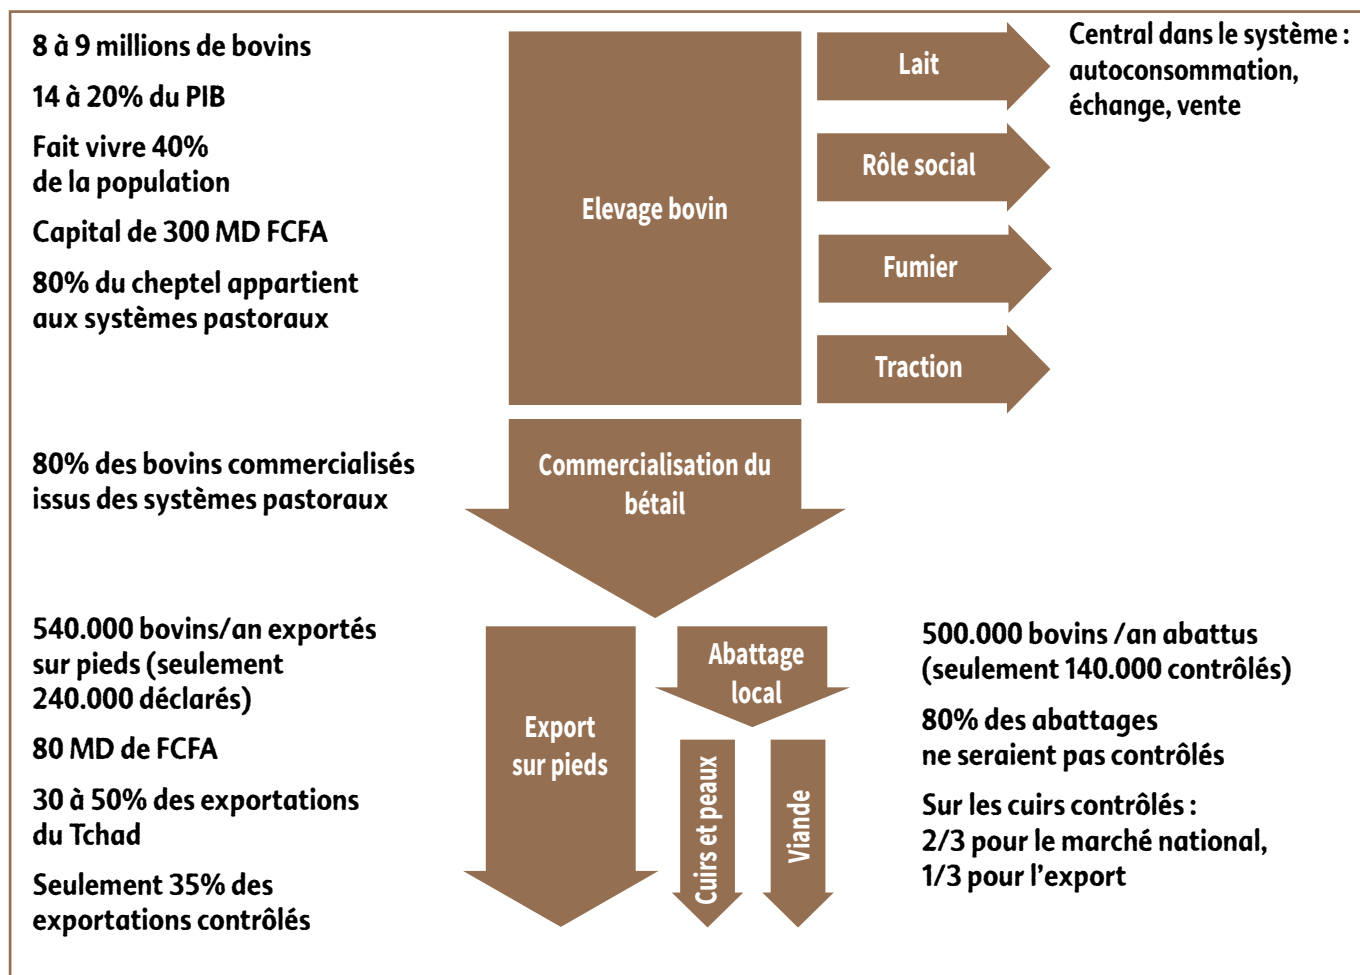 8 à 9 millions de bovins
14 à 20% du PIB
Fait vivre 40%
de la population
Capital de 300 MD FCFA
80% du cheptel appartient
aux systèmes pastoraux
Elevage bovin
Lait
Rôle social
Fumier
Traction
Central dans le système :
autoconsommation,
échange, vente
80% des bovins commercialisés
issus des systèmes pastoraux
Commercialisation du
bétail
540.000 bovins/an exportés
sur pieds (seulement
240.000 déclarés)
80 MD de FCFA
30 à 50% des exportations
du Tchad
Seulement 35% des
exportations contrôlés
Export
sur pieds
Abattage
local
Cuirs et peaux
Viande
500.000 bovins /an abattus
(seulement 140.000 contrôlés)
80% des abattages
ne seraient pas contrôlés
Sur les cuirs contrôlés :
2/3 pour le marché national,
1/3 pour l’export